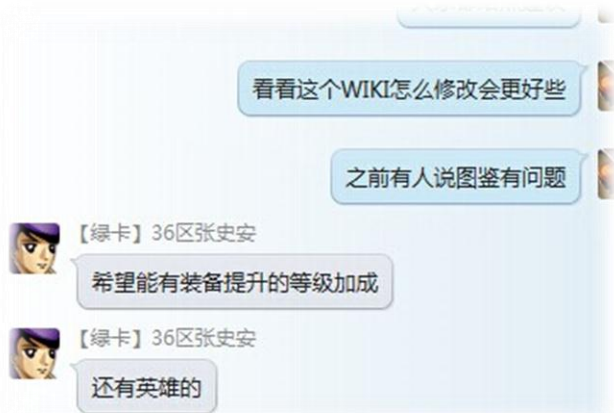 看看这个WIKI怎么修改会更好些
之前有人说图鉴有问题
【绿卡】36区张史安
希望能有装备提升的等级加成
【绿卡】36区张史安
还有英雄的